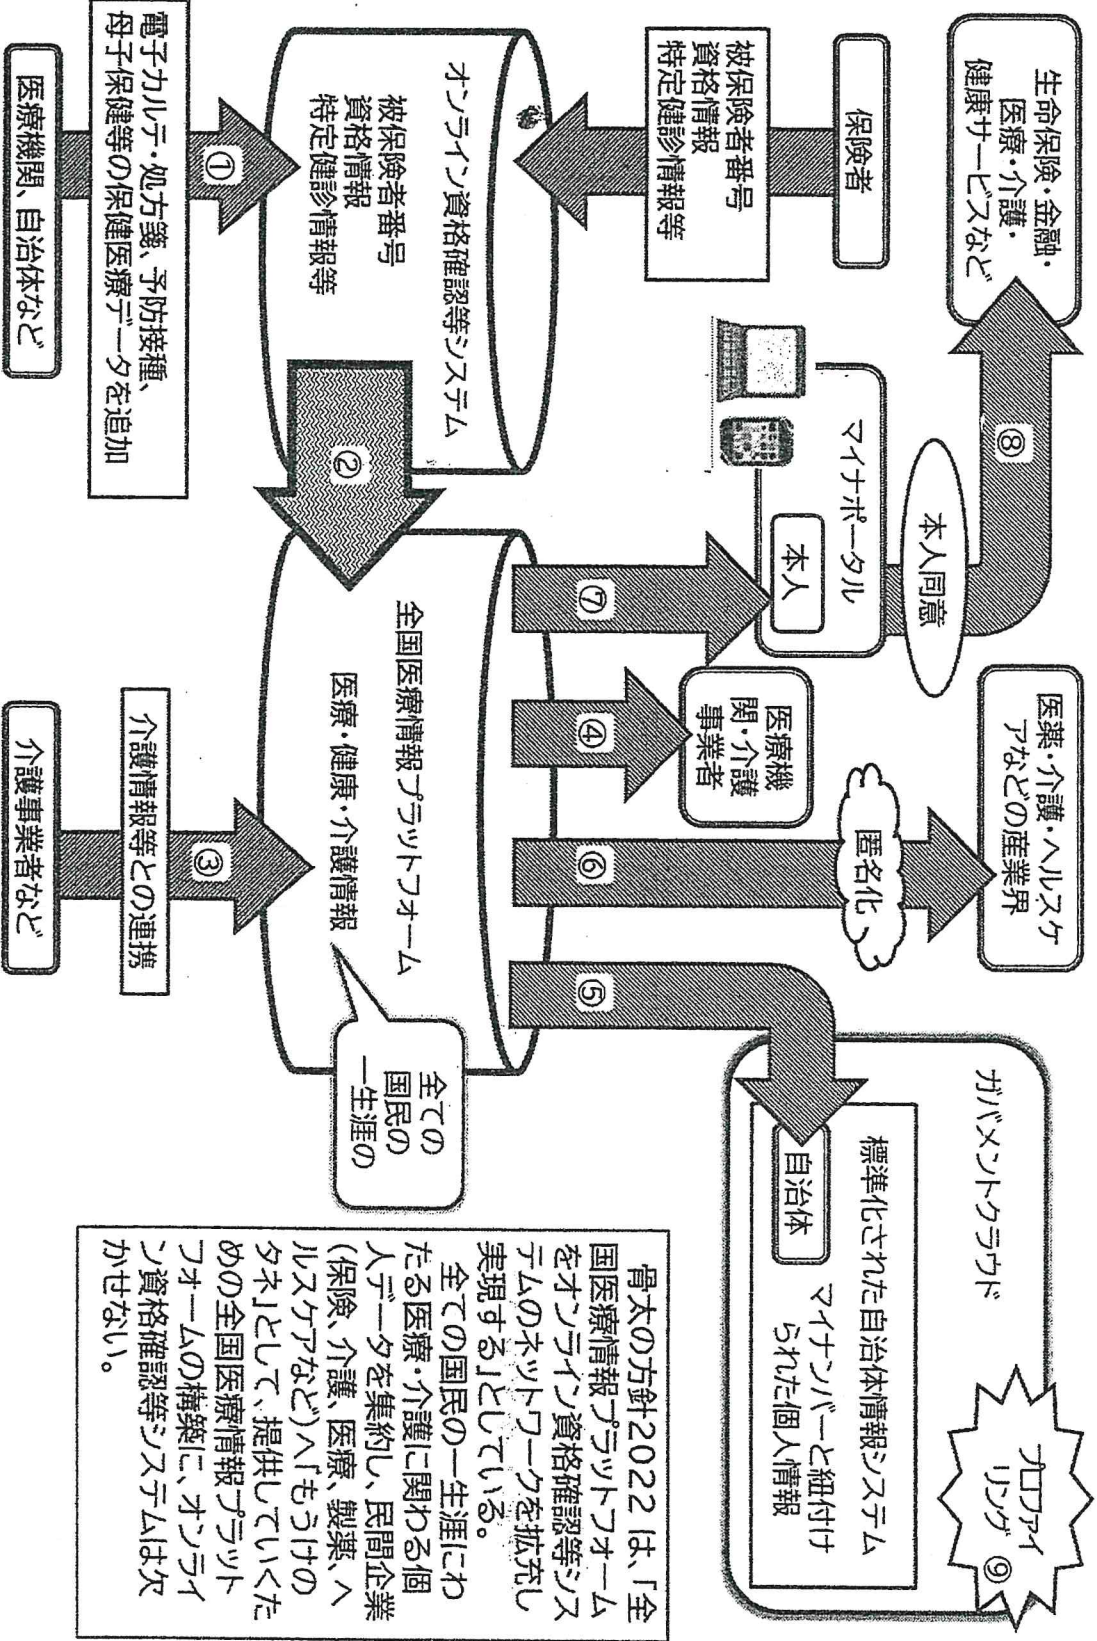 生命保険・金融・
医療・介護・
健康サービスなど
⑧
本人同意
医薬・介護・ヘルスケ
アなどの産業界
匿名化
ガバメントクラウド
プロファイ
リング ⑨
標準化された自治体情報システム
マイナンバーと紐付け
られた個人情報
自治体
保険者
マイナポータル
本人
医療機
関・介護
事業者
被保険者番号
資格情報
特定健診情報等
⑦
④
⑥
⑤
オンライン資格確認等システム
被保険者番号
資格情報
特定健診情報等
②
全国医療情報プラットフォーム
医療・健康・介護情報
全ての
国民の
一生涯の
①
③
電子カルテ・処方箋、予防接種、
母子保健等の保健医療データを追加
介護情報等との連携
医療機関、自治体など
介護事業者など
骨太の方針2022 は、「全
国医療情報プラットフォーム
をオンライン資格確認等シス
テムのネットワークを拡充し
実現する」としている。
全ての国民の一生涯にわ
たる医療・介護に関わる個
人データを集約し、民間企業
(保険、介護、医療、製薬、ヘ
ルスケアなど)へ「もうけの
タネ」として、提供していくた
めの全国医療情報プラット
フォームの構築に、オンライ
ン資格確認等システムは欠
かせない。